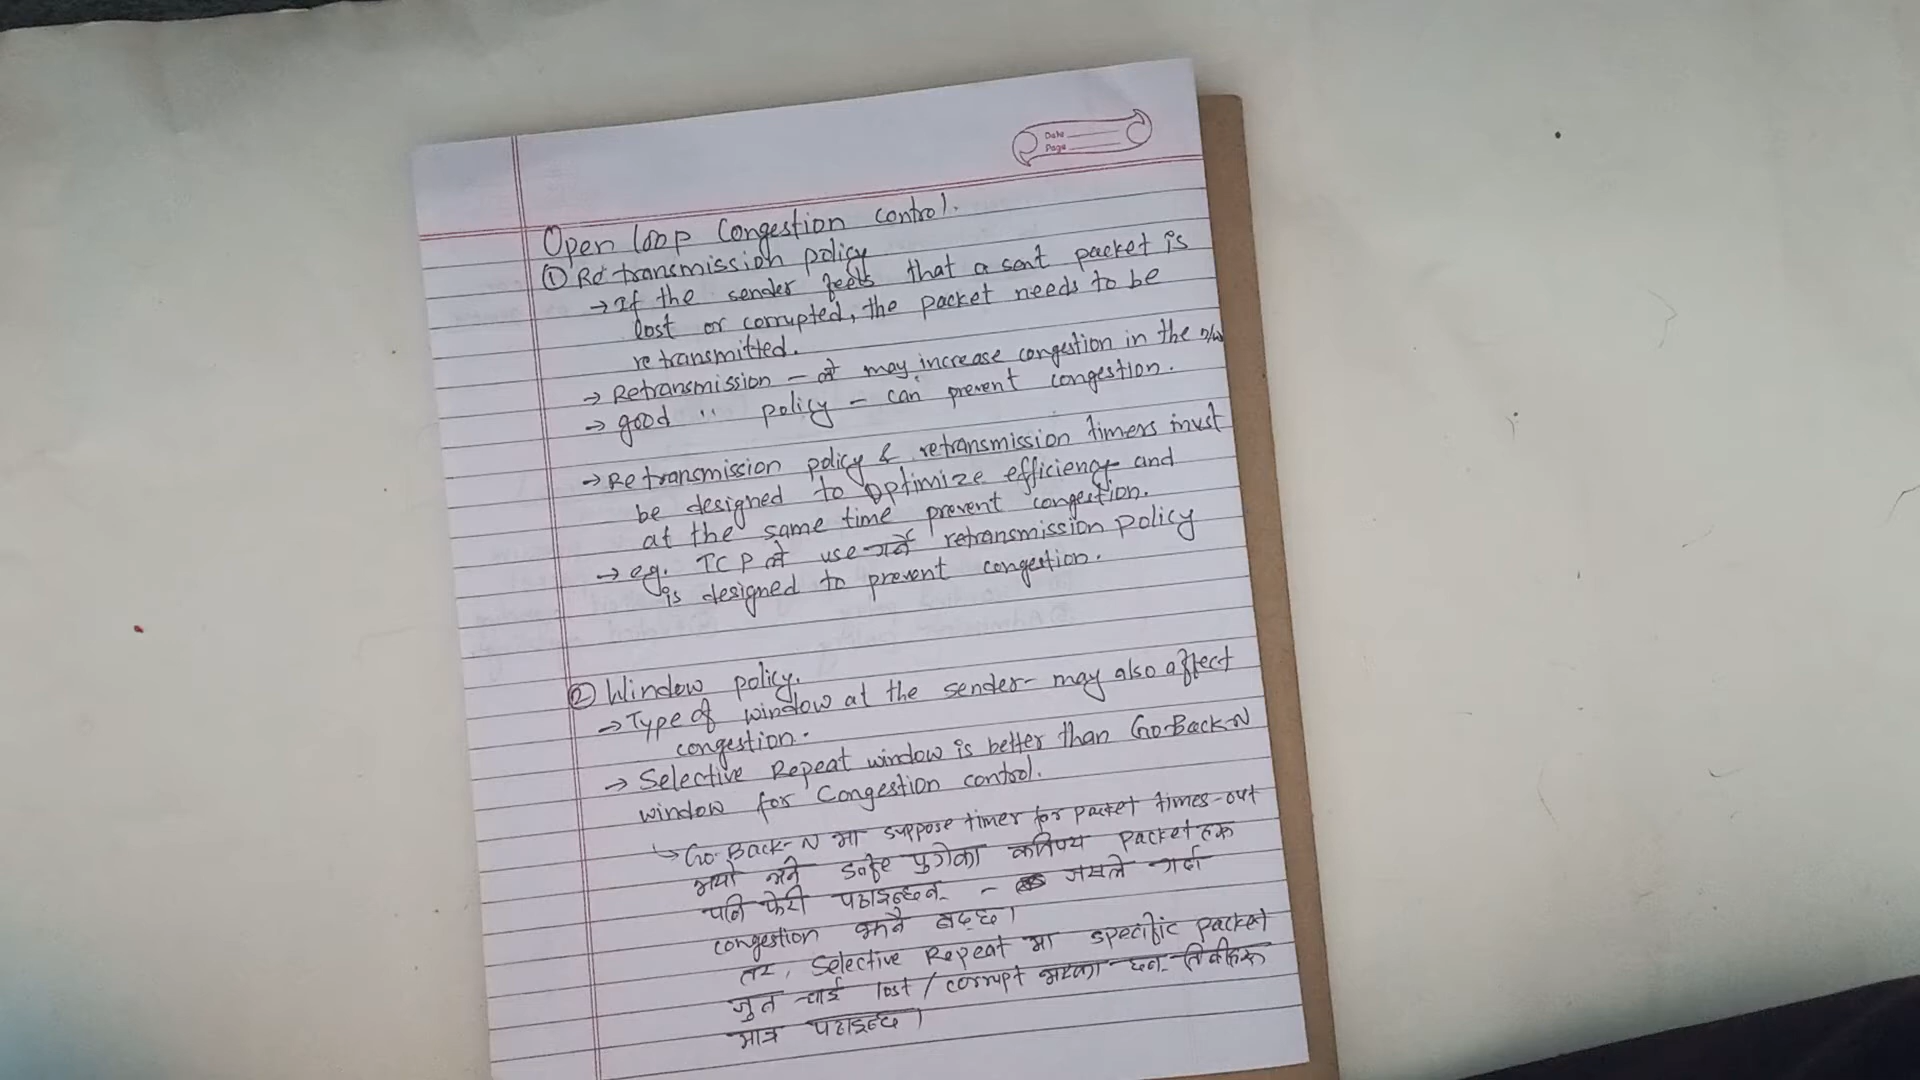 Date
Page
Open loop Congestion control.
① Retransmission policy
→ If the sender feels that a sent packet is
lost or corrupted, the packet needs to be
retransmitted.
→ Retransmission - ले may increase congestion in the n/w
→ good " policy - can prevent congestion.
→ Retransmission policy & retransmission timers must
be designed to optimize efficiency and
at the same time prevent congestion.
→ eg. TCP ले use गर्ने retransmission policy
is designed to prevent congestion.
② Window policy.
→ Type of window at the sender- may also affect
congestion.
→ Selective Repeat window is better than Go-Back-N
window for Congestion control.
↳ Go-Back-N मा suppose timer for packet times-out
भयो भने safe पुगेका कतिपय packet हरू
पनि फेरी पठाइन्छन् - जसले गर्दा
congestion झनै बढ्छ।
तर, Selective Repeat मा specific packet
जुन चाई lost / corrupt भएका छन्
मात्र पठाइन्छ।